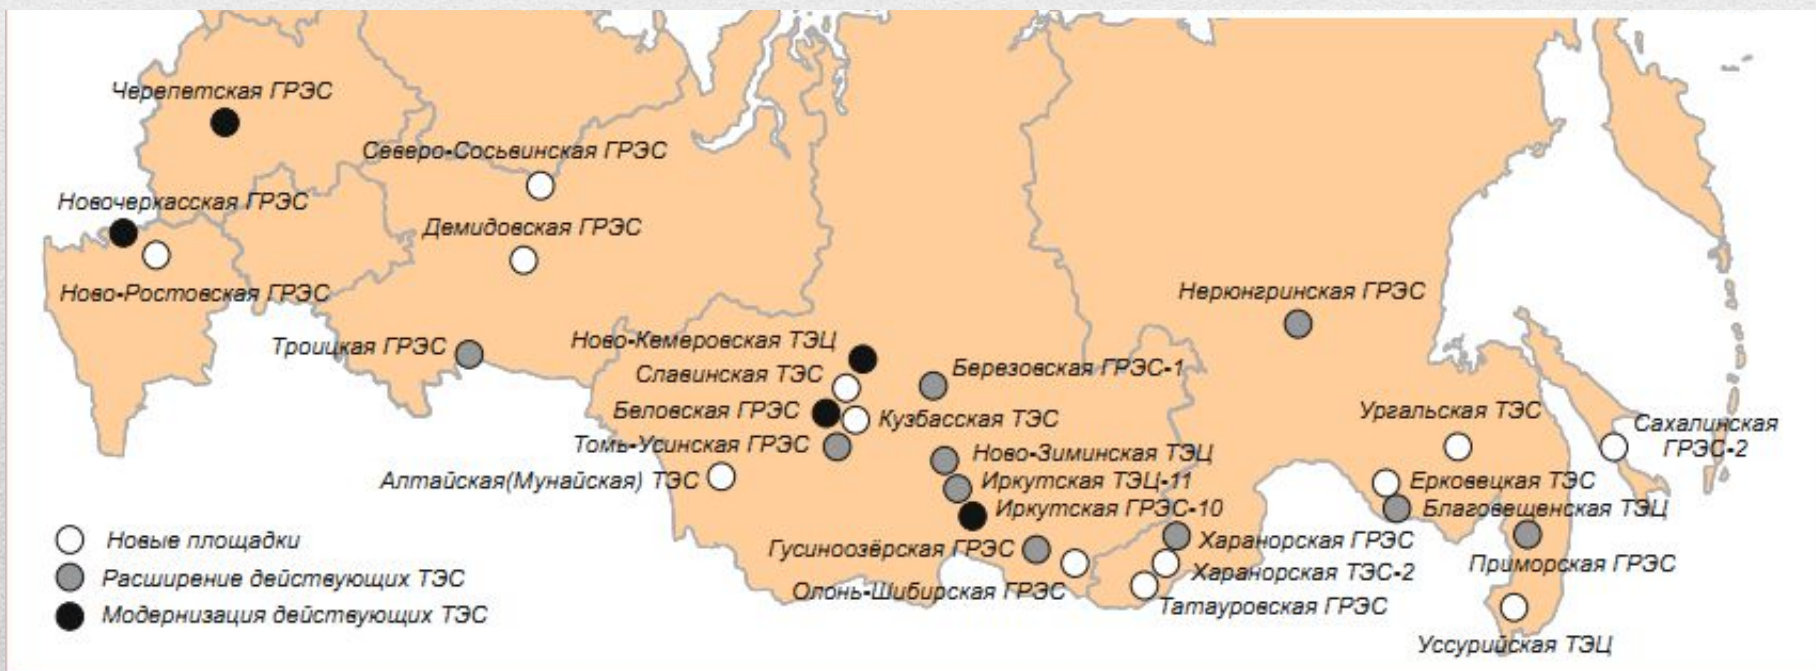 Черепетская ГРЭС
Северо-Сосьвинская ГРЭС
Новочеркасская ГРЭС
Демидовская ГРЭС
Ново-Ростовская ГРЭС
Нерюнгринская ГРЭС
Троицкая ГРЭС
Ново-Кемеровская ТЭЦ
Славинская ТЭС
Березовская ГРЭС-1
Беловская ГРЭС
Кузбасская ТЭС
Ургальская ТЭС
Сахалинская
ГРЭС-2
Томь-Усинская ГРЭС
Ново-Зиминская ТЭЦ
Алтайская(Мунайская) ТЭС
Иркутская ТЭЦ-11
Ерковецкая ТЭС
Иркутская ГРЭС-10
Благовещенская ТЭЦ
Новые площадки
Гусиноозёрская ГРЭС
Харанорская ГРЭС
Приморская ГРЭС
Расширение действующих ТЭС
Харанорская ТЭС-2
Олонь-Шибирская ГРЭС
Татауровская ГРЭС
Модернизация действующих ТЭС
Уссурийская ТЭЦ